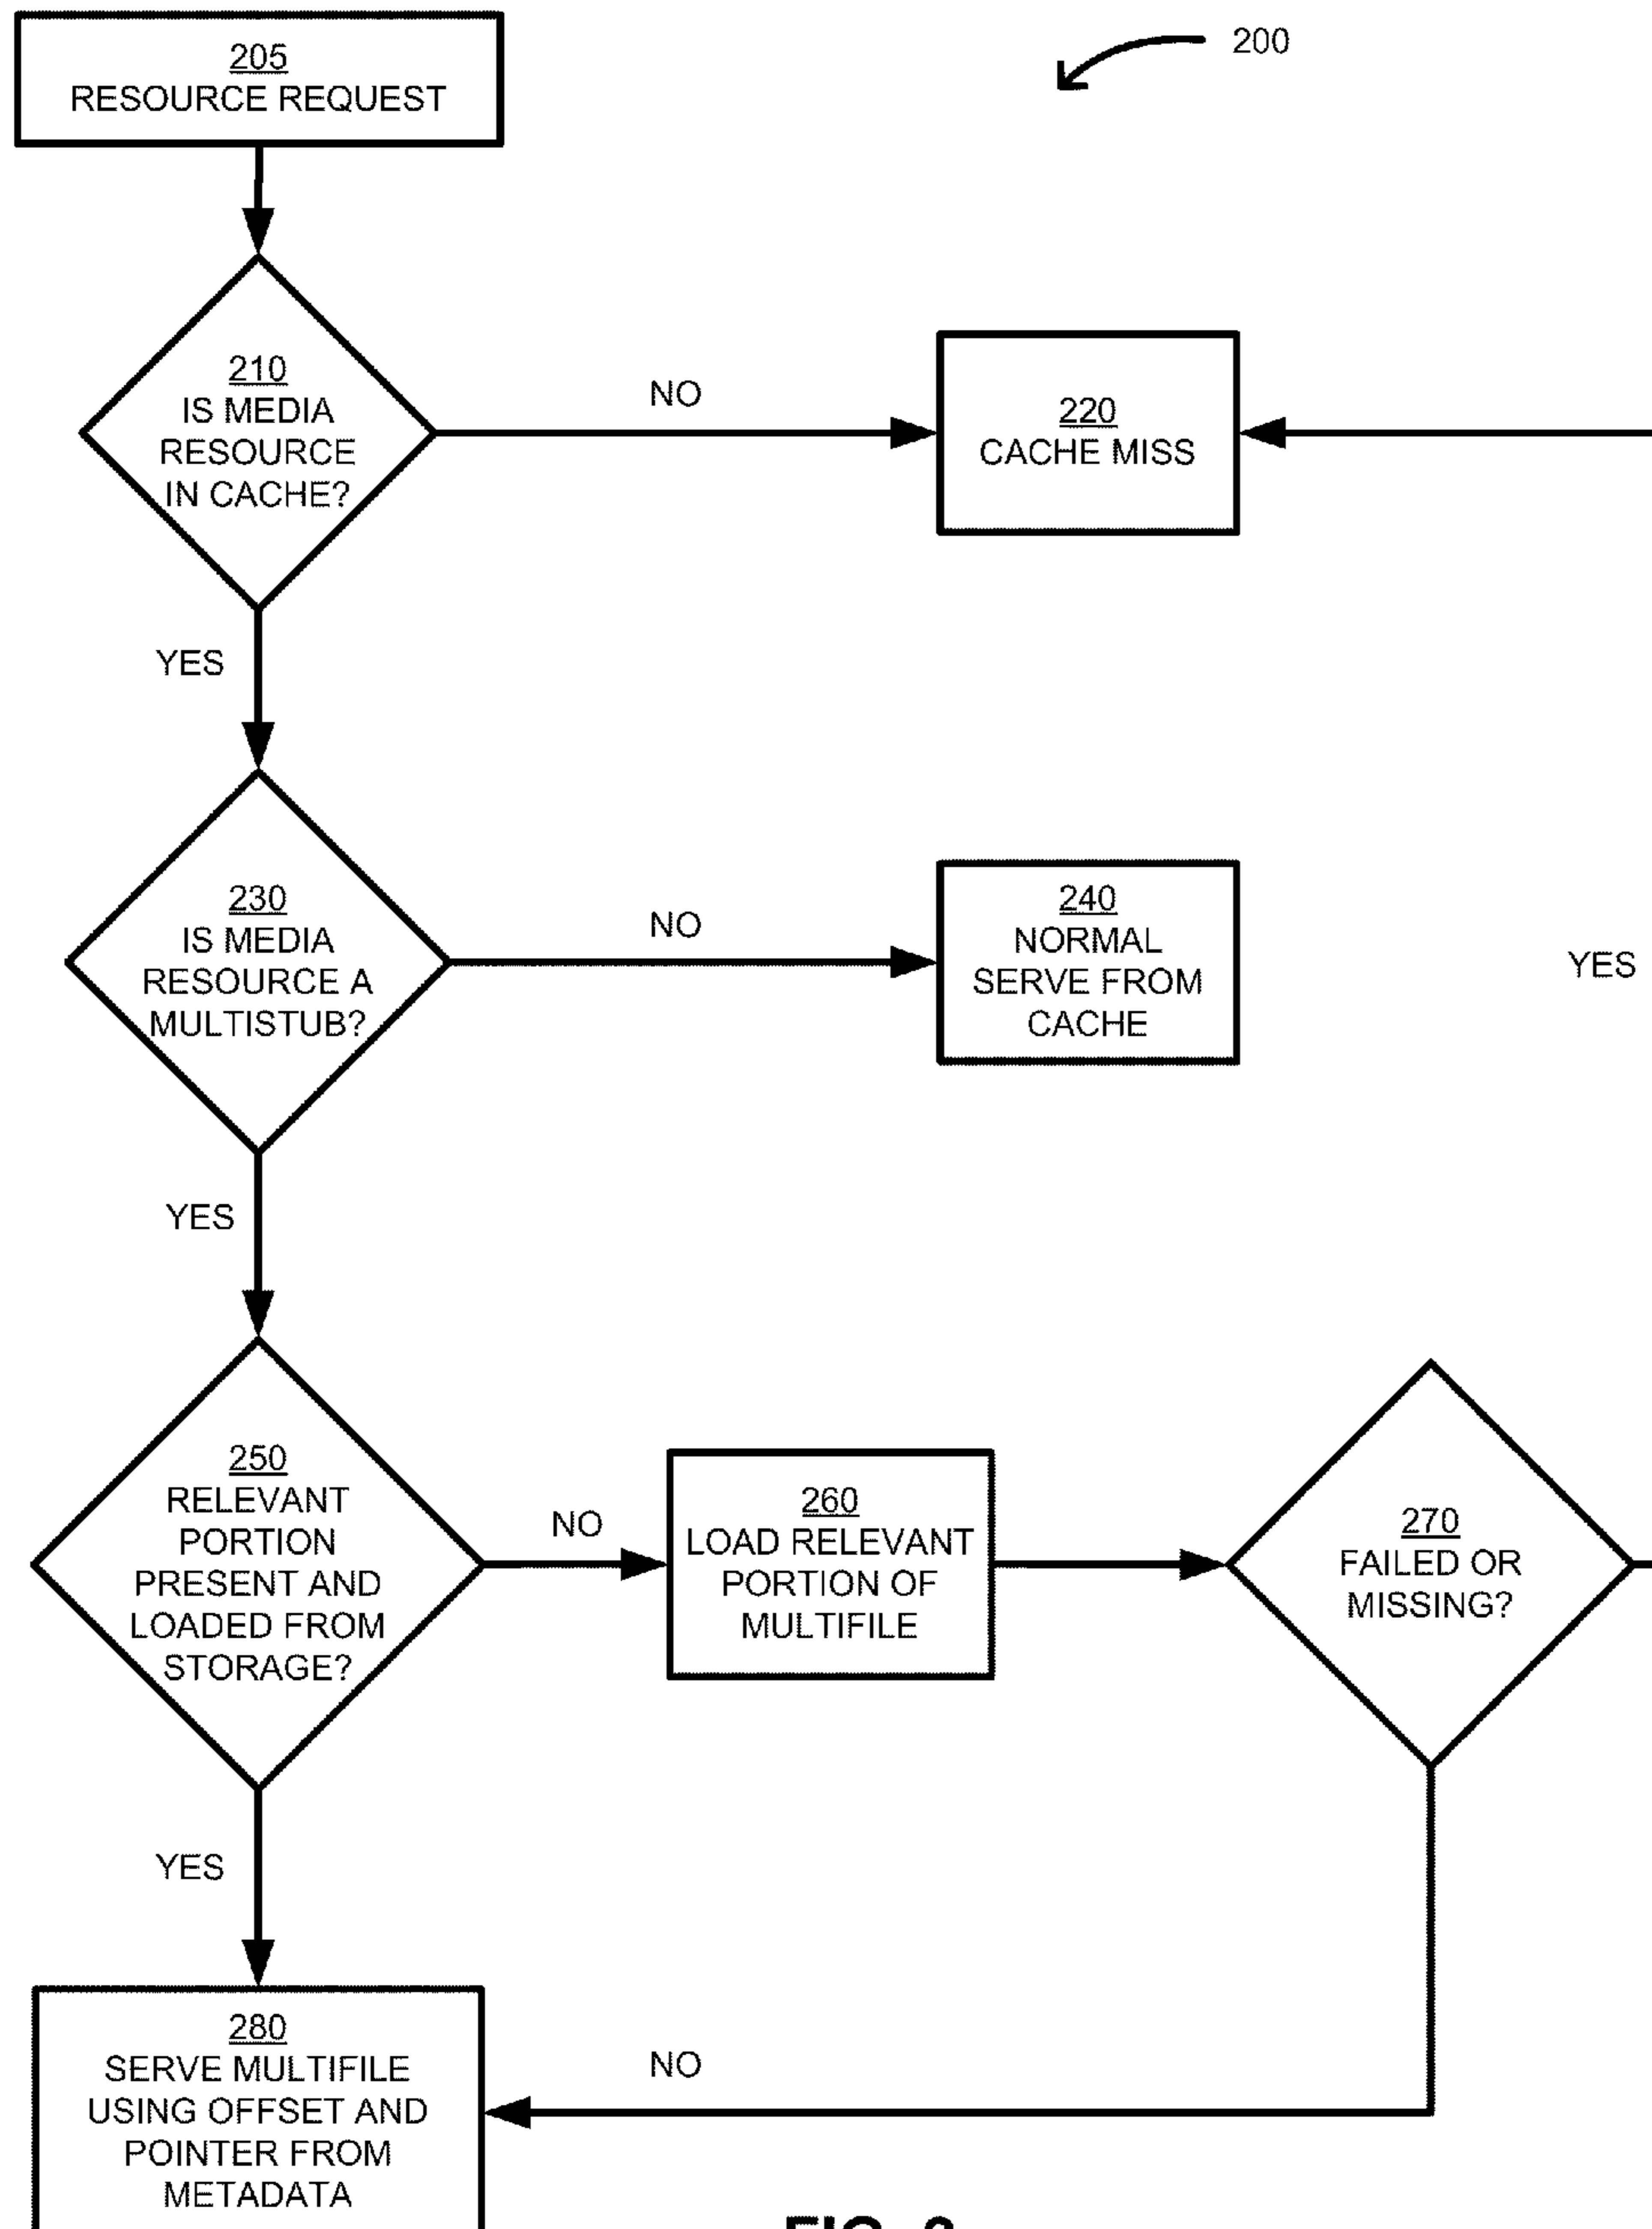 205
RESOURCE REQUEST
200
210
IS MEDIA
RESOURCE
IN CACHE?
NO
220
CACHE MISS
YES
230
IS MEDIA
RESOURCE A
MULTISTUB?
NO
240
NORMAL
SERVE FROM
CACHE
YES
YES
250
RELEVANT
PORTION
PRESENT AND
LOADED FROM
STORAGE?
NO
260
LOAD RELEVANT
PORTION OF
MULTIFILE
270
FAILED OR
MISSING?
YES
280
SERVE MULTIFILE
USING OFFSET AND
POINTER FROM
METADATA
NO
FIG.